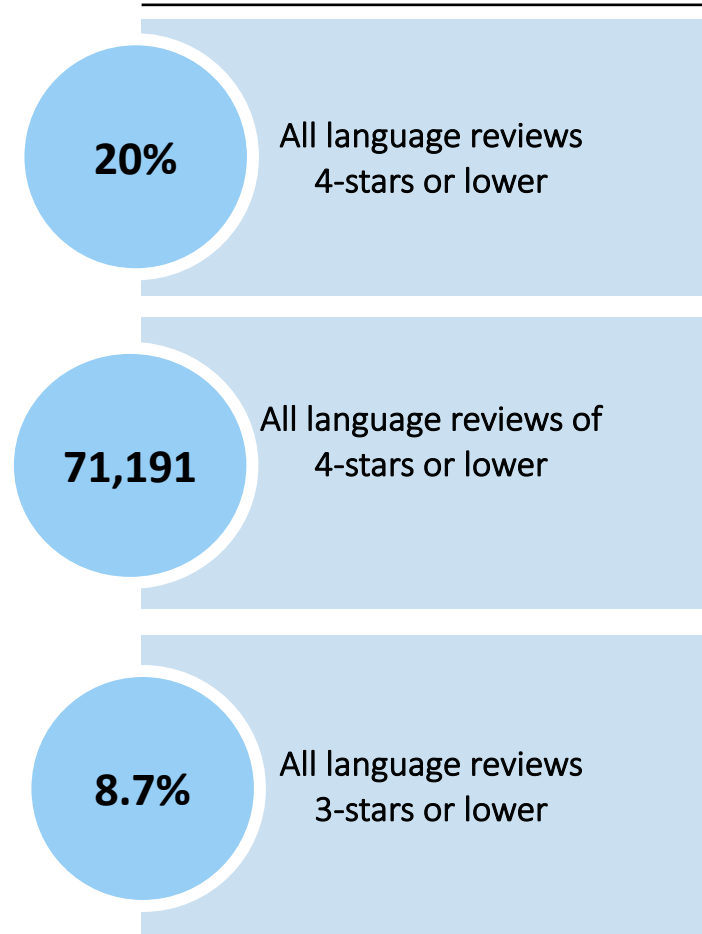 20%
All language reviews
4-stars or lower
71,191
All language reviews of
4-stars or lower
8.7%
All language reviews
3-stars or lower